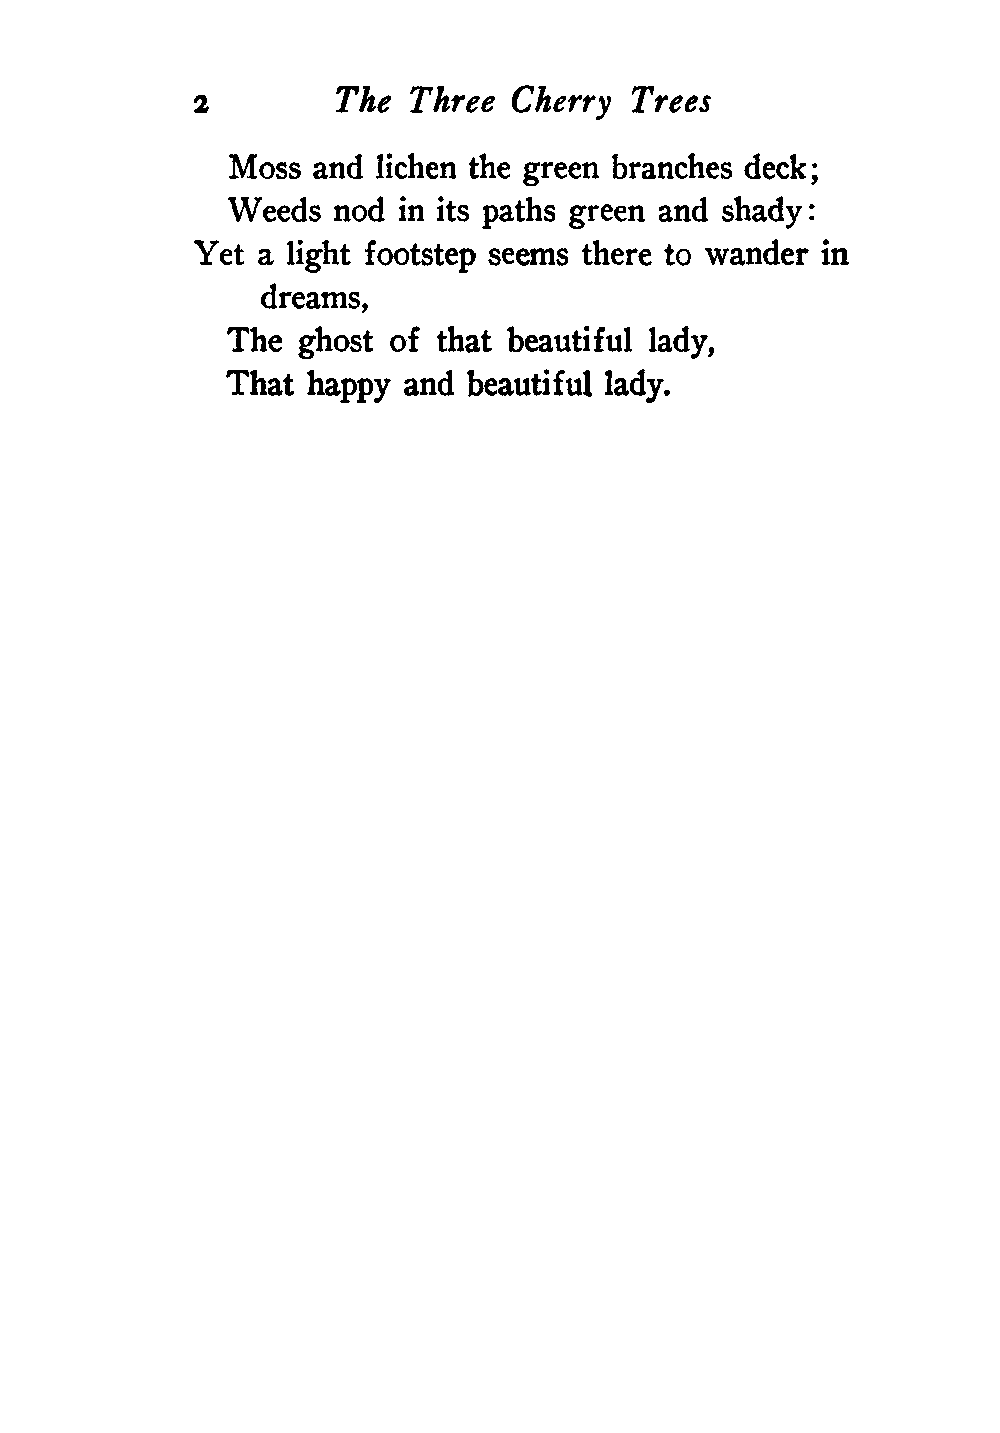 2 The Three Cherry Trees
Moss and lichen the green branches deck;
Weeds nod in its paths green and shady:
Yet a light footstep seems there to wander in
dreams,
The ghost of that beautiful lady,
That happy and beautiful lady.